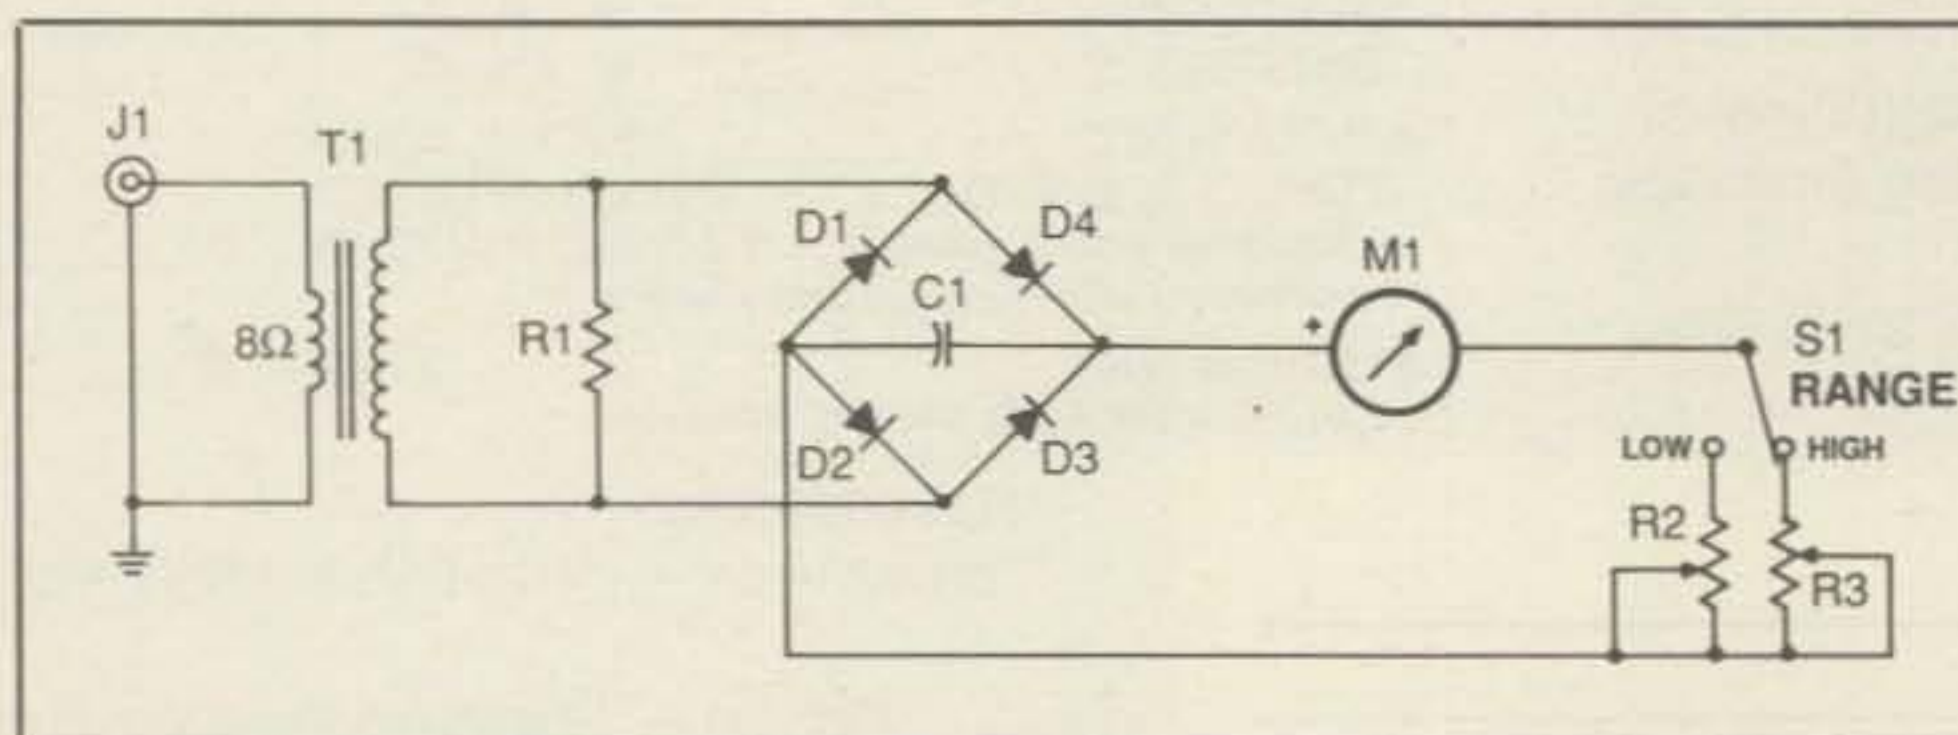 J1
T1
8Ω
R1
D1
D4
C1
D2
D3
+
M1
S1
RANGE
LOW
HIGH
R2
R3